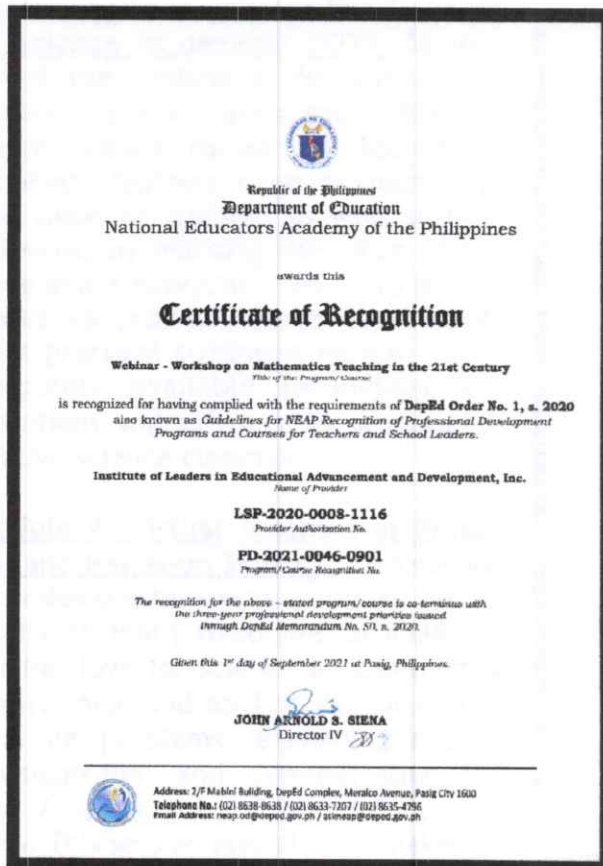 Republic of the Philippines
Department of Education
National Educators Academy of the Philippines
awards this
Certificate of Recognition
Webinar - Workshop on Mathematics Teaching in the 21st Century
Title of the Program/Course
is recognized for having complied with the requirements of DepEd Order No. 1, s. 2020
also known as Guidelines for NEAP Recognition of Professional Development
Programs and Courses for Teachers and School Leaders.
Institute of Leaders in Educational Advancement and Development, Inc.
Name of Provider
LSP-2020-0008-1116
Provider Authorization No.
PD-2021-0046-0901
Program/Course Recognition No.
The recognition for the above - stated program/course is co-terminus with
the three-year professional development priorities issued
through DepEd Memorandum No. 50, s. 2020.
Given this 1st day of September 2021 at Pasig, Philippines.
JOHN ARNOLD S. SIENA
Director IV
Address: 2/F Mabini Building, DepEd Complex, Meralco Avenue, Pasig City 1600
Telephone No.: (02) 8638-8638 / (02) 8633-7207 / (02) 8635-4796
Email Address: neap.od@deped.gov.ph /